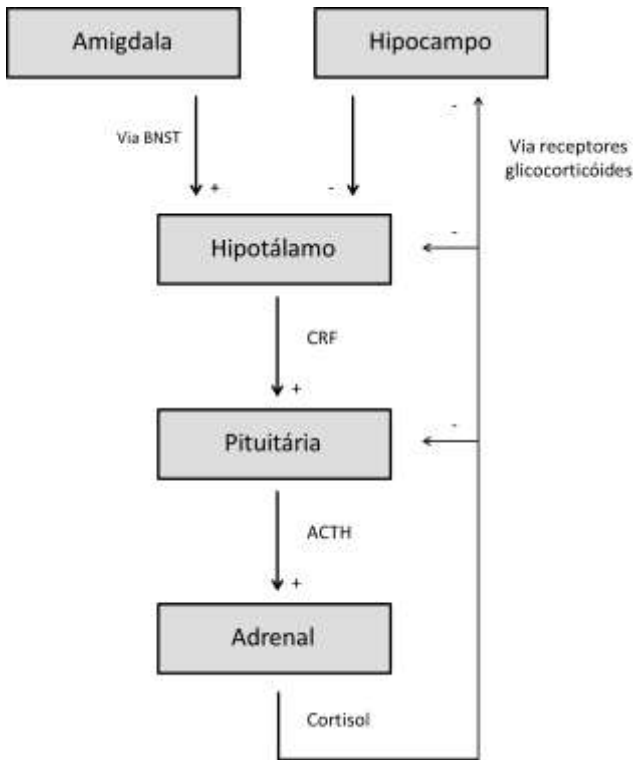 Amigdala
Hipocampo
Via BNST
+
-
-
Via receptores
glicocorticóides
Hipotálamo
-
CRF
+
Pituitária
-
ACTH
+
Adrenal
Cortisol